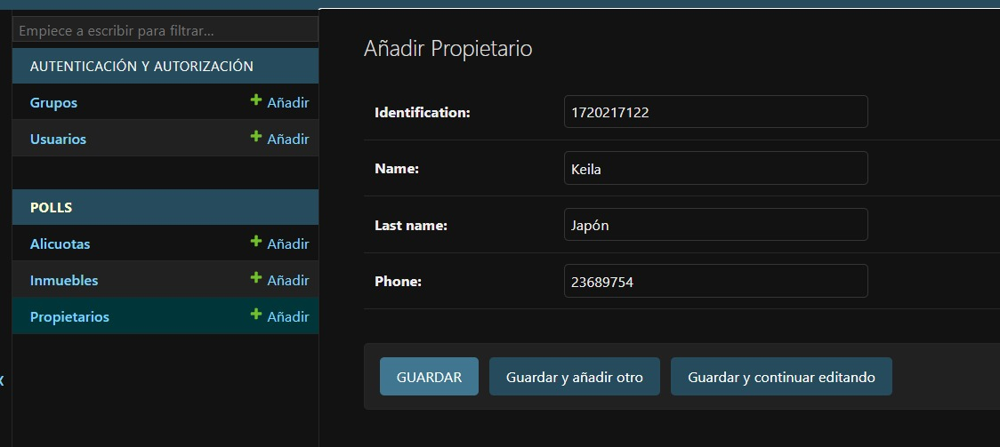 Empiece a escribir para filtrar...
AUTENTICACIÓN Y AUTORIZACIÓN
Grupos + Añadir
Usuarios + Añadir
POLLS
Alicuotas + Añadir
Inmuebles + Añadir
Propietarios + Añadir
Añadir Propietario
Identification: 1720217122
Name: Keila
Last name: Japón
Phone: 23689754
GUARDAR Guardar y añadir otro Guardar y continuar editando